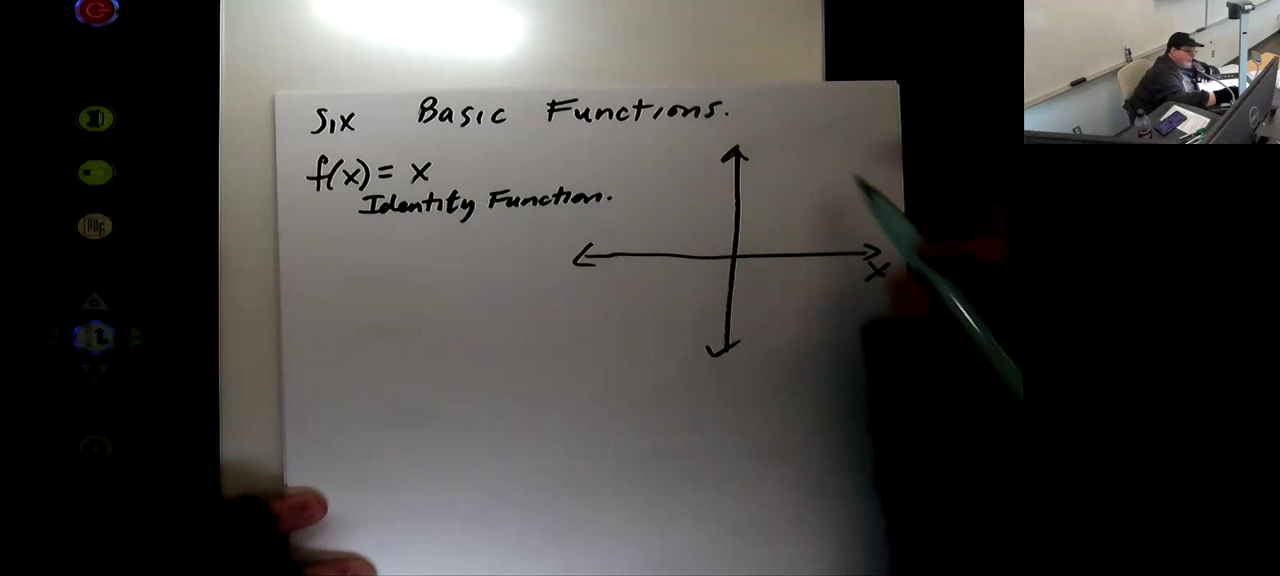 Six Basic Functions.
f(x) = x
Identity Function.
x